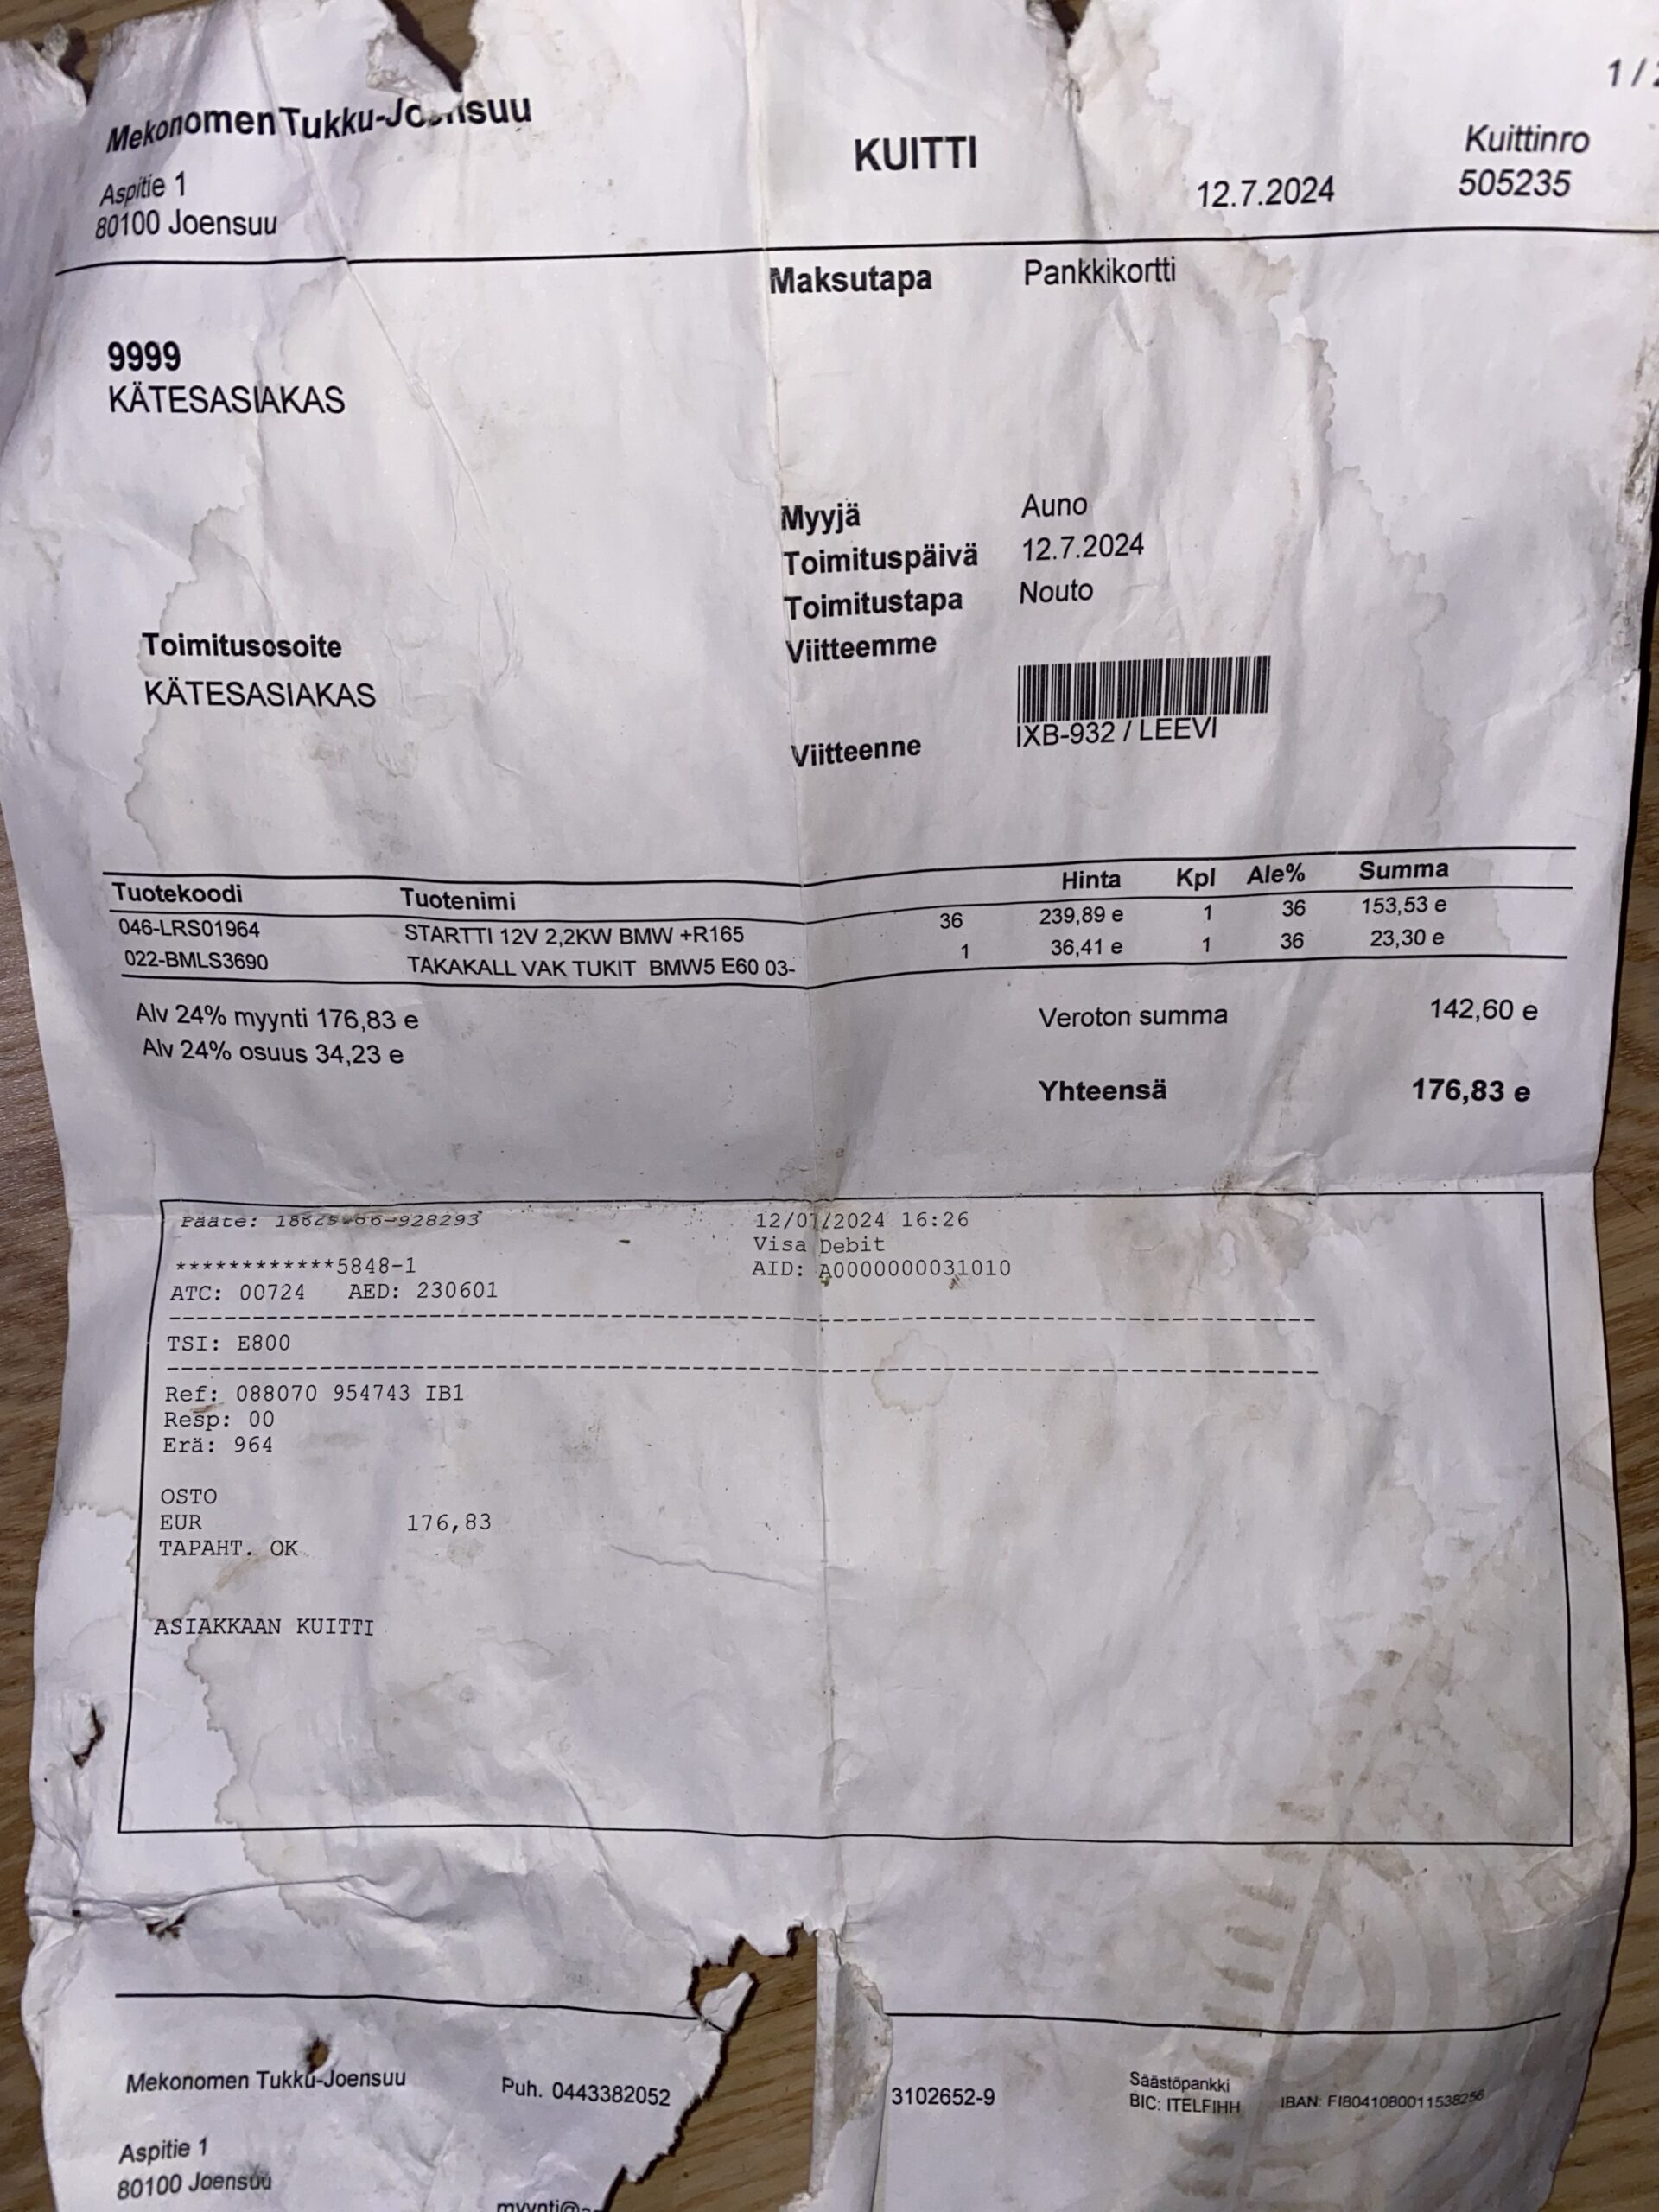 1 /
Mekonomen Tukku-Joensuu
KUITTI
Kuittinro
Aspitie 1
12.7.2024
505235
80100 Joensuu
Maksutapa Pankkikortti
9999
KÄTESASIAKAS
Myyjä Auno
Toimituspäivä 12.7.2024
Toimitustapa Nouto
Toimitusosoite
Viitteemme
KÄTESASIAKAS
Viitteenne IXB-932 / LEEVI
Tuotekoodi Tuotenimi Hinta Kpl Ale% Summa
046-LRS01964 STARTTI 12V 2,2KW BMW +R165 36 239,89 e 1 36 153,53 e
022-BMLS3690 TAKAKALL VAK TUKIT BMW5 E60 03- 1 36,41 e 1 36 23,30 e
Alv 24% myynti 176,83 e Veroton summa 142,60 e
Alv 24% osuus 34,23 e
Yhteensä 176,83 e
Pääte: 12/07/2024 16:26
Visa Debit
************5848-1 AID: A0000000031010
ATC: 00724 AED: 230601
TSI: E800
Ref: 088070 954743 IB1
Resp: 00
Erä: 964
OSTO
EUR 176,83
TAPAHT. OK
ASIAKKAAN KUITTI
Mekonomen Tukku-Joensuu Puh. 0443382052 3102652-9 Säästöpankki
BIC: ITELFIHH IBAN: FI8041080011538256
Aspitie 1
80100 Joensuu
myynti@